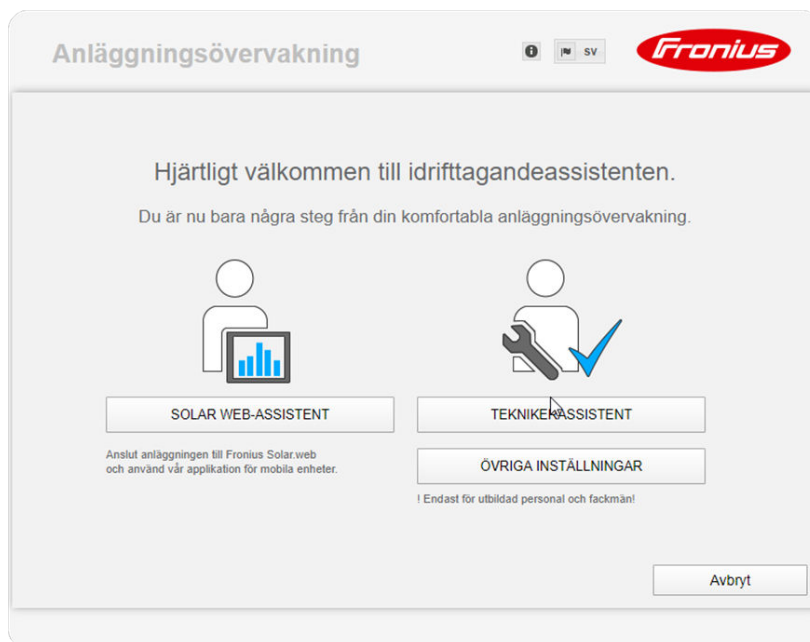 Anläggningsövervakning
SV
Fronius
Hjärtligt välkommen till idrifttagandeassistenten.
Du är nu bara några steg från din komfortabla anläggningsövervakning.
SOLAR WEB-ASSISTENT
Anslut anläggningen till Fronius Solar.web
och använd vår applikation för mobila enheter.
TEKNIKERASSISTENT
ÖVRIGA INSTÄLLNINGAR
! Endast för utbildad personal och fackmän!
Avbryt